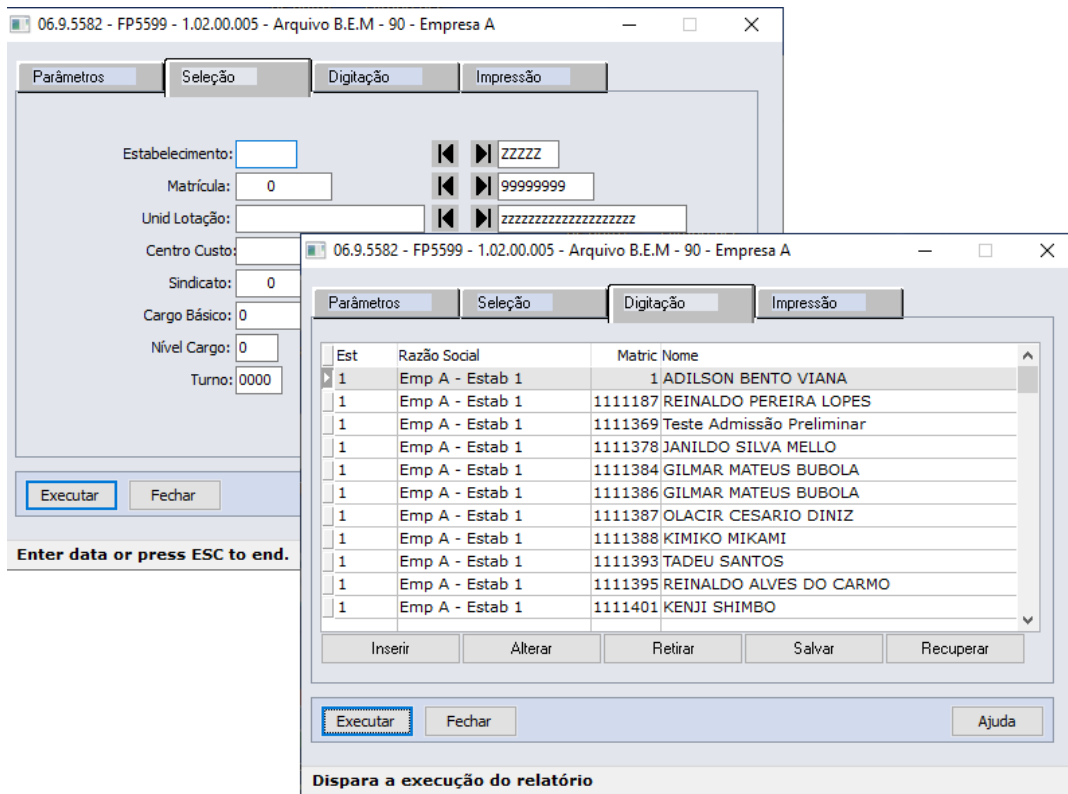 06.9.5582 - FP5599 - 1.02.00.005 - Arquivo B.E.M - 90 - Empresa A
Parâmetros Seleção Digitação Impressão
Estabelecimento: ZZZZZ
Matrícula: 0 99999999
Unid Lotação: zzzzzzzzzzzzzzzzzzzz
Centro Custo:
Sindicato: 0
Cargo Básico: 0
Nível Cargo: 0
Turno: 0000
Executar Fechar
Enter data or press ESC to end.
06.9.5582 - FP5599 - 1.02.00.005 - Arquivo B.E.M - 90 - Empresa A
Parâmetros Seleção Digitação Impressão
Est Razão Social Matric Nome
1 Emp A - Estab 1 1 ADILSON BENTO VIANA
1 Emp A - Estab 1 1111187 REINALDO PEREIRA LOPES
1 Emp A - Estab 1 1111369 Teste Admissão Preliminar
1 Emp A - Estab 1 1111378 JANILDO SILVA MELLO
1 Emp A - Estab 1 1111384 GILMAR MATEUS BUBOLA
1 Emp A - Estab 1 1111386 GILMAR MATEUS BUBOLA
1 Emp A - Estab 1 1111387 OLACIR CESARIO DINIZ
1 Emp A - Estab 1 1111388 KIMIKO MIKAMI
1 Emp A - Estab 1 1111393 TADEU SANTOS
1 Emp A - Estab 1 1111395 REINALDO ALVES DO CARMO
1 Emp A - Estab 1 1111401 KENJI SHIMBO
Inserir Alterar Retirar Salvar Recuperar
Executar Fechar Ajuda
Dispara a execução do relatório